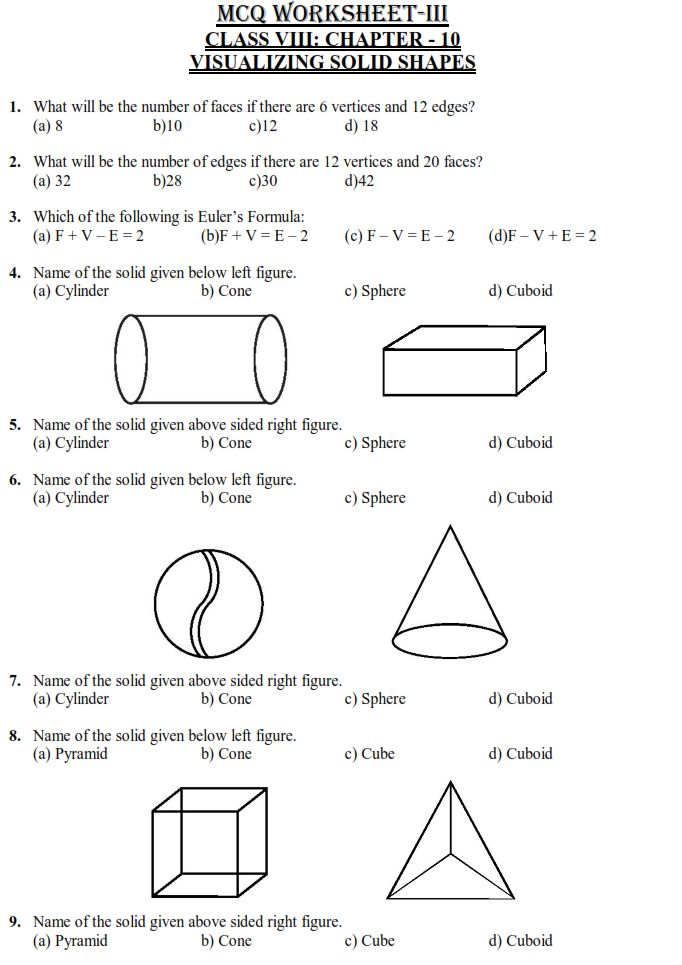 MCQ WORKSHEET-III
CLASS VIII: CHAPTER - 10
VISUALIZING SOLID SHAPES
1. What will be the number of faces if there are 6 vertices and 12 edges?
(a) 8 b)10 c)12 d) 18
2. What will be the number of edges if there are 12 vertices and 20 faces?
(a) 32 b)28 c)30 d)42
3. Which of the following is Euler's Formula:
(a) F + V – E = 2 (b)F + V = E – 2 (c) F – V = E – 2 (d)F – V + E = 2
4. Name of the solid given below left figure.
(a) Cylinder b) Cone c) Sphere d) Cuboid
5. Name of the solid given above sided right figure.
(a) Cylinder b) Cone c) Sphere d) Cuboid
6. Name of the solid given below left figure.
(a) Cylinder b) Cone c) Sphere d) Cuboid
7. Name of the solid given above sided right figure.
(a) Cylinder b) Cone c) Sphere d) Cuboid
8. Name of the solid given below left figure.
(a) Pyramid b) Cone c) Cube d) Cuboid
9. Name of the solid given above sided right figure.
(a) Pyramid b) Cone c) Cube d) Cuboid